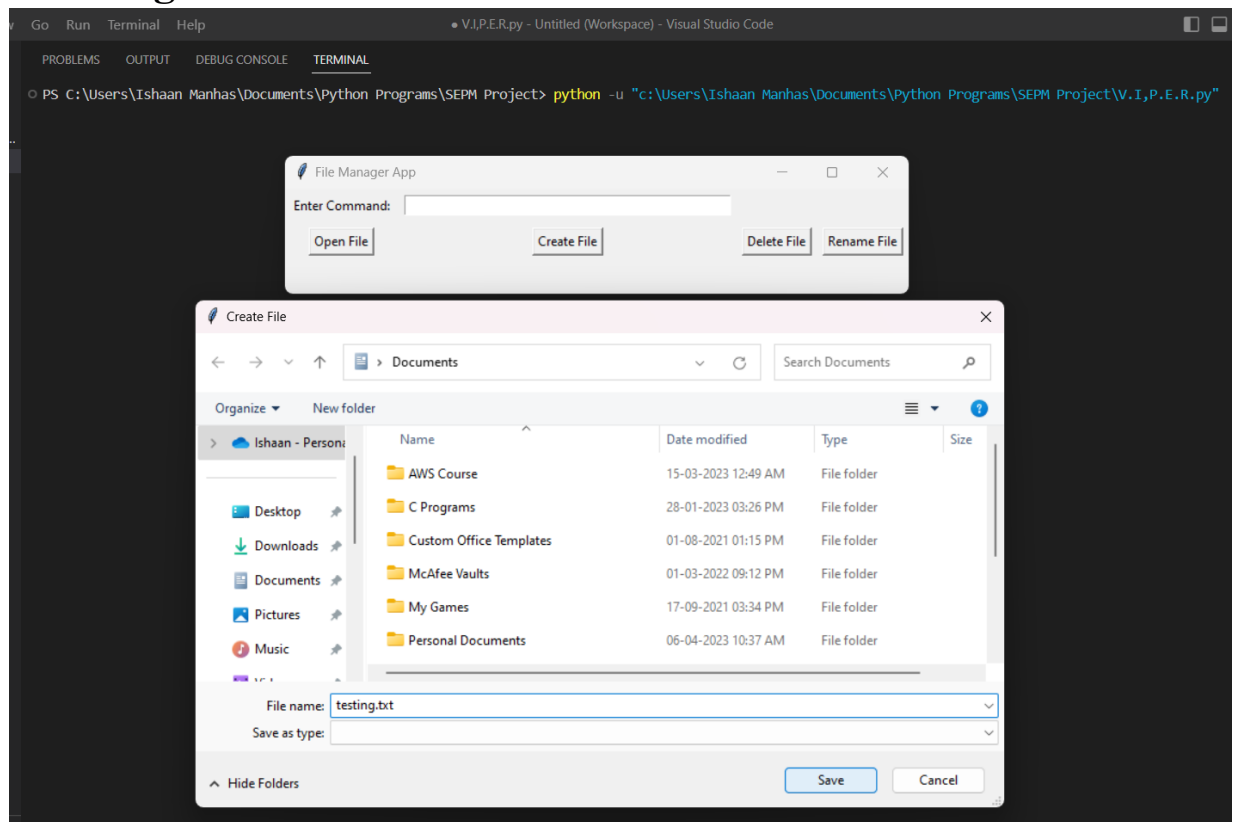 Go Run Terminal Help ● V.I,P.E.R.py - Untitled (Workspace) - Visual Studio Code
PROBLEMS OUTPUT DEBUG CONSOLE TERMINAL
PS C:\Users\Ishaan Manhas\Documents\Python Programs\SEPM Project> python -u "c:\Users\Ishaan Manhas\Documents\Python Programs\SEPM Project\V.I,P.E.R.py"
File Manager App
Enter Command:
Open File Create File Delete File Rename File
Create File
> Documents Search Documents
Organize New folder
Ishaan - Persona Name Date modified Type Size
AWS Course 15-03-2023 12:49 AM File folder
Desktop C Programs 28-01-2023 03:26 PM File folder
Downloads Custom Office Templates 01-08-2021 01:15 PM File folder
Documents McAfee Vaults 01-03-2022 09:12 PM File folder
Pictures My Games 17-09-2021 03:34 PM File folder
Music Personal Documents 06-04-2023 10:37 AM File folder
File name: testing.txt
Save as type:
Hide Folders Save Cancel